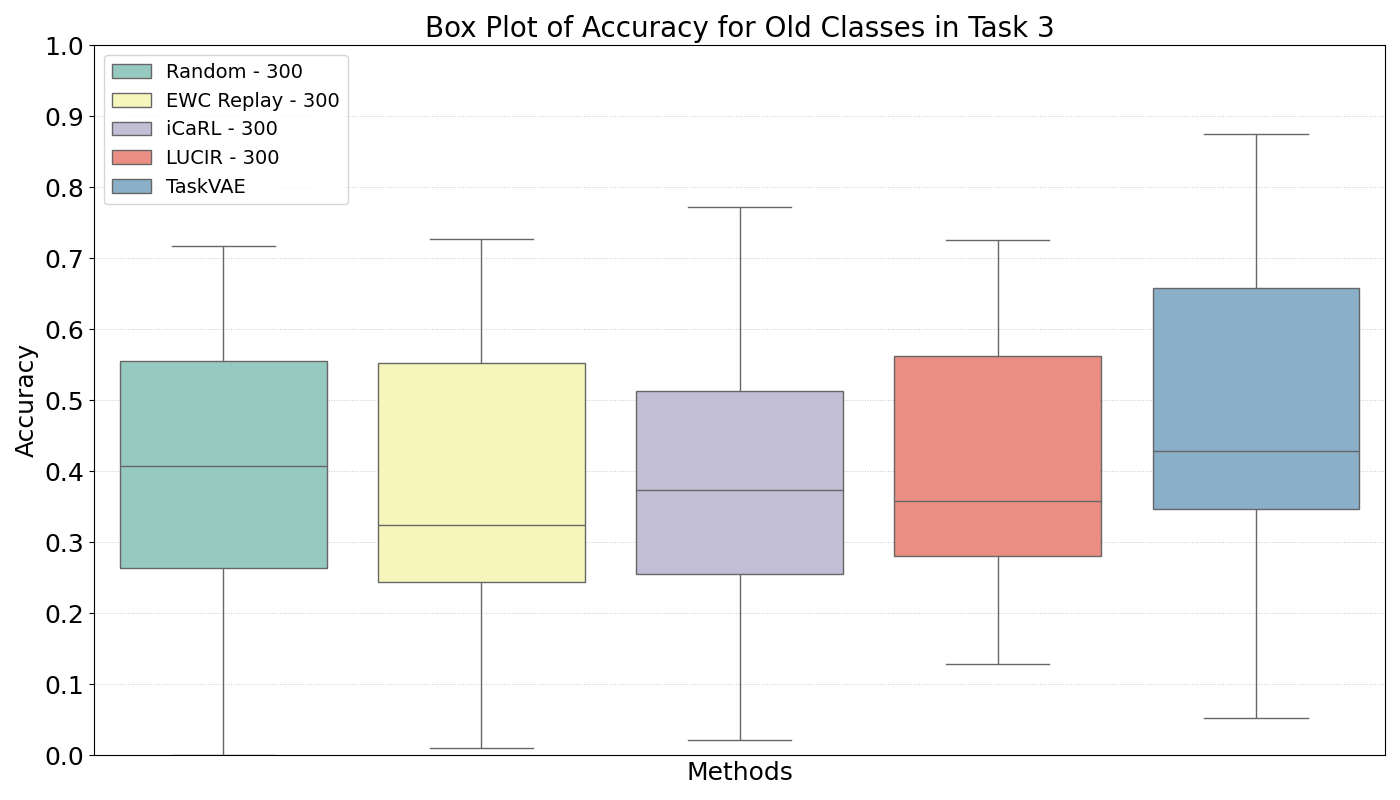 Box Plot of Accuracy for Old Classes in Task 3
1.0
0.9
0.8
0.7
0.6
0.5
0.4
0.3
0.2
0.1
0.0
Accuracy
Random - 300
EWC Replay - 300
iCaRL - 300
LUCIR - 300
TaskVAE
Methods